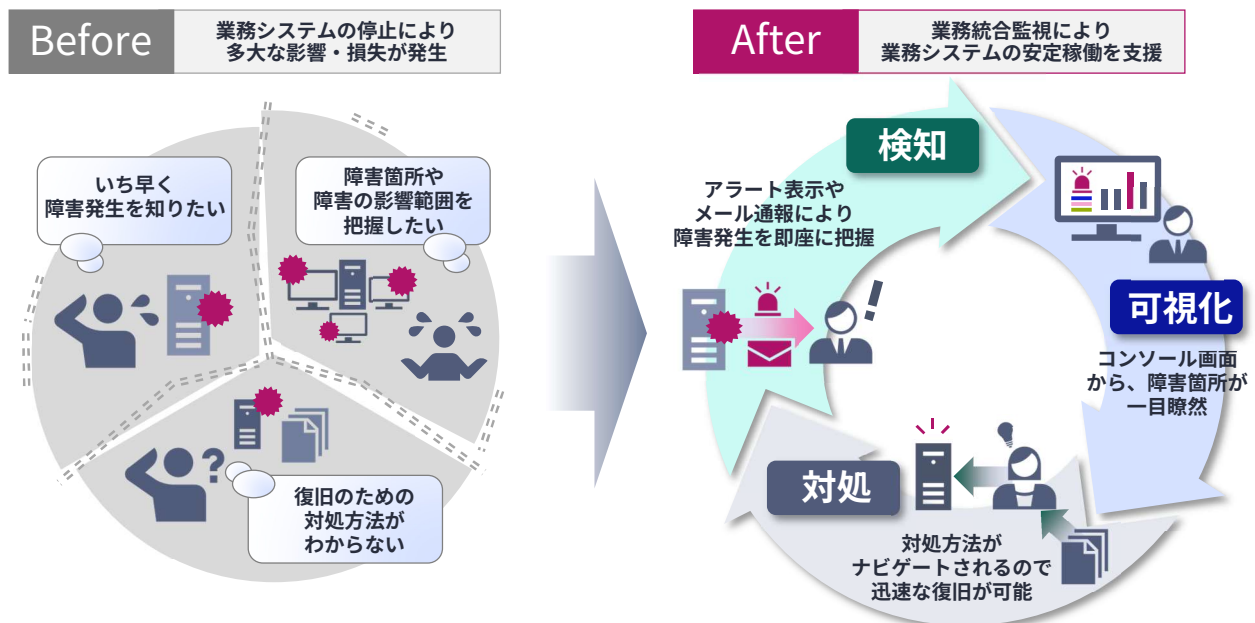 Before
業務システムの停止により
多大な影響・損失が発生
いち早く
障害発生を知りたい
障害箇所や
障害の影響範囲を
把握したい
?
復旧のための
対処方法が
わからない
After
業務統合監視により
業務システムの安定稼働を支援
検知
アラート表示や
メール通報により
障害発生を即座に把握
!
可視化
コンソール画面
から、障害箇所が
一目瞭然
対処
対処方法が
ナビゲートされるので
迅速な復旧が可能